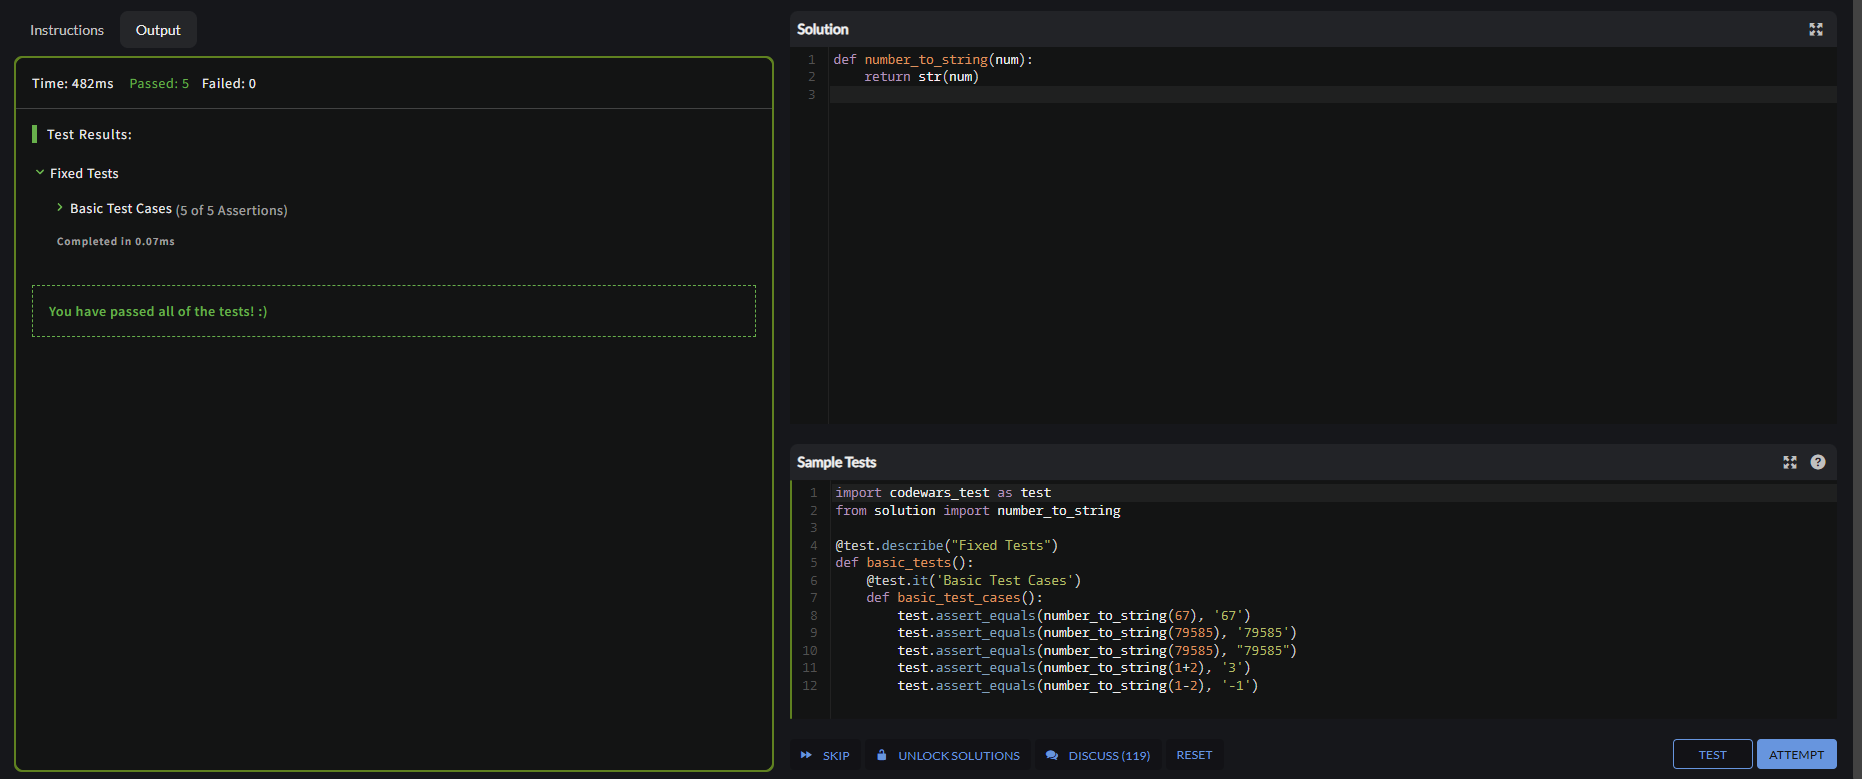 Instructions
Output
Time: 482ms Passed: 5 Failed: 0
Test Results:
Fixed Tests
Basic Test Cases (5 of 5 Assertions)
Completed in 0.07ms
You have passed all of the tests! :)
Solution
1 def number_to_string(num):
2     return str(num)
3
Sample Tests
?
1 import codewars_test as test
2 from solution import number_to_string
3
4 @test.describe("Fixed Tests")
5 def basic_tests():
6     @test.it('Basic Test Cases')
7     def basic_test_cases():
8         test.assert_equals(number_to_string(67), '67')
9         test.assert_equals(number_to_string(79585), '79585')
10         test.assert_equals(number_to_string(79585), "79585")
11         test.assert_equals(number_to_string(1+2), '3')
12         test.assert_equals(number_to_string(1-2), '-1')
SKIP UNLOCK SOLUTIONS DISCUSS (119) RESET TEST ATTEMPT